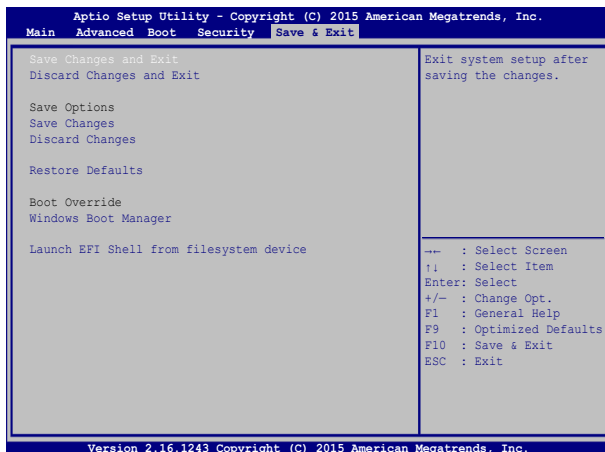 Aptio Setup Utility - Copyright (C) 2015 American Megatrends, Inc.
Main Advanced Boot Security Save & Exit
Save Changes and Exit
Discard Changes and Exit
Save Options
Save Changes
Discard Changes
Restore Defaults
Boot Override
Windows Boot Manager
Launch EFI Shell from filesystem device
Exit system setup after
saving the changes.
→← : Select Screen
↑↓ : Select Item
Enter: Select
+/— : Change Opt.
F1 : General Help
F9 : Optimized Defaults
F10 : Save & Exit
ESC : Exit
Version 2.16.1243 Copyright (C) 2015 American Megatrends, Inc.